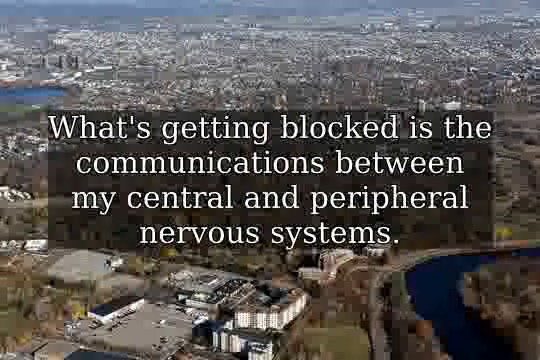 What's getting blocked is the
communications between
my central and peripheral
nervous systems.